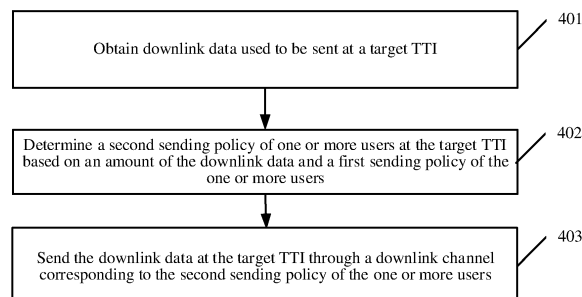 401
Obtain downlink data used to be sent at a target TTI
402
Determine a second sending policy of one or more users at the target TTI
based on an amount of the downlink data and a first sending policy of the
one or more users
403
Send the downlink data at the target TTI through a downlink channel
corresponding to the second sending policy of the one or more users